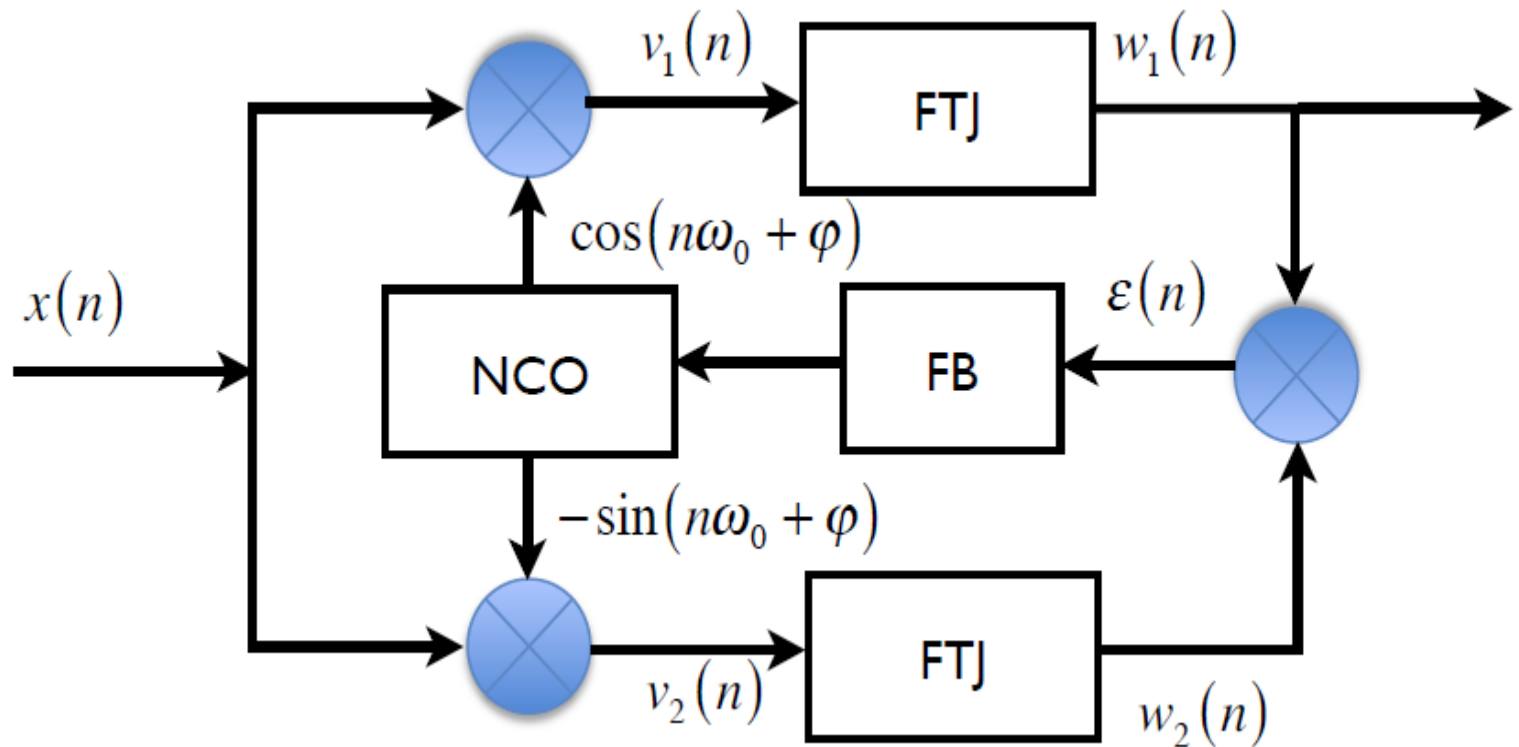 v₁(n)
w₁(n)
FTJ
cos(nω₀ + φ)
x(n)
ε(n)
NCO
FB
−sin(nω₀ + φ)
FTJ
v₂(n)
w₂(n)